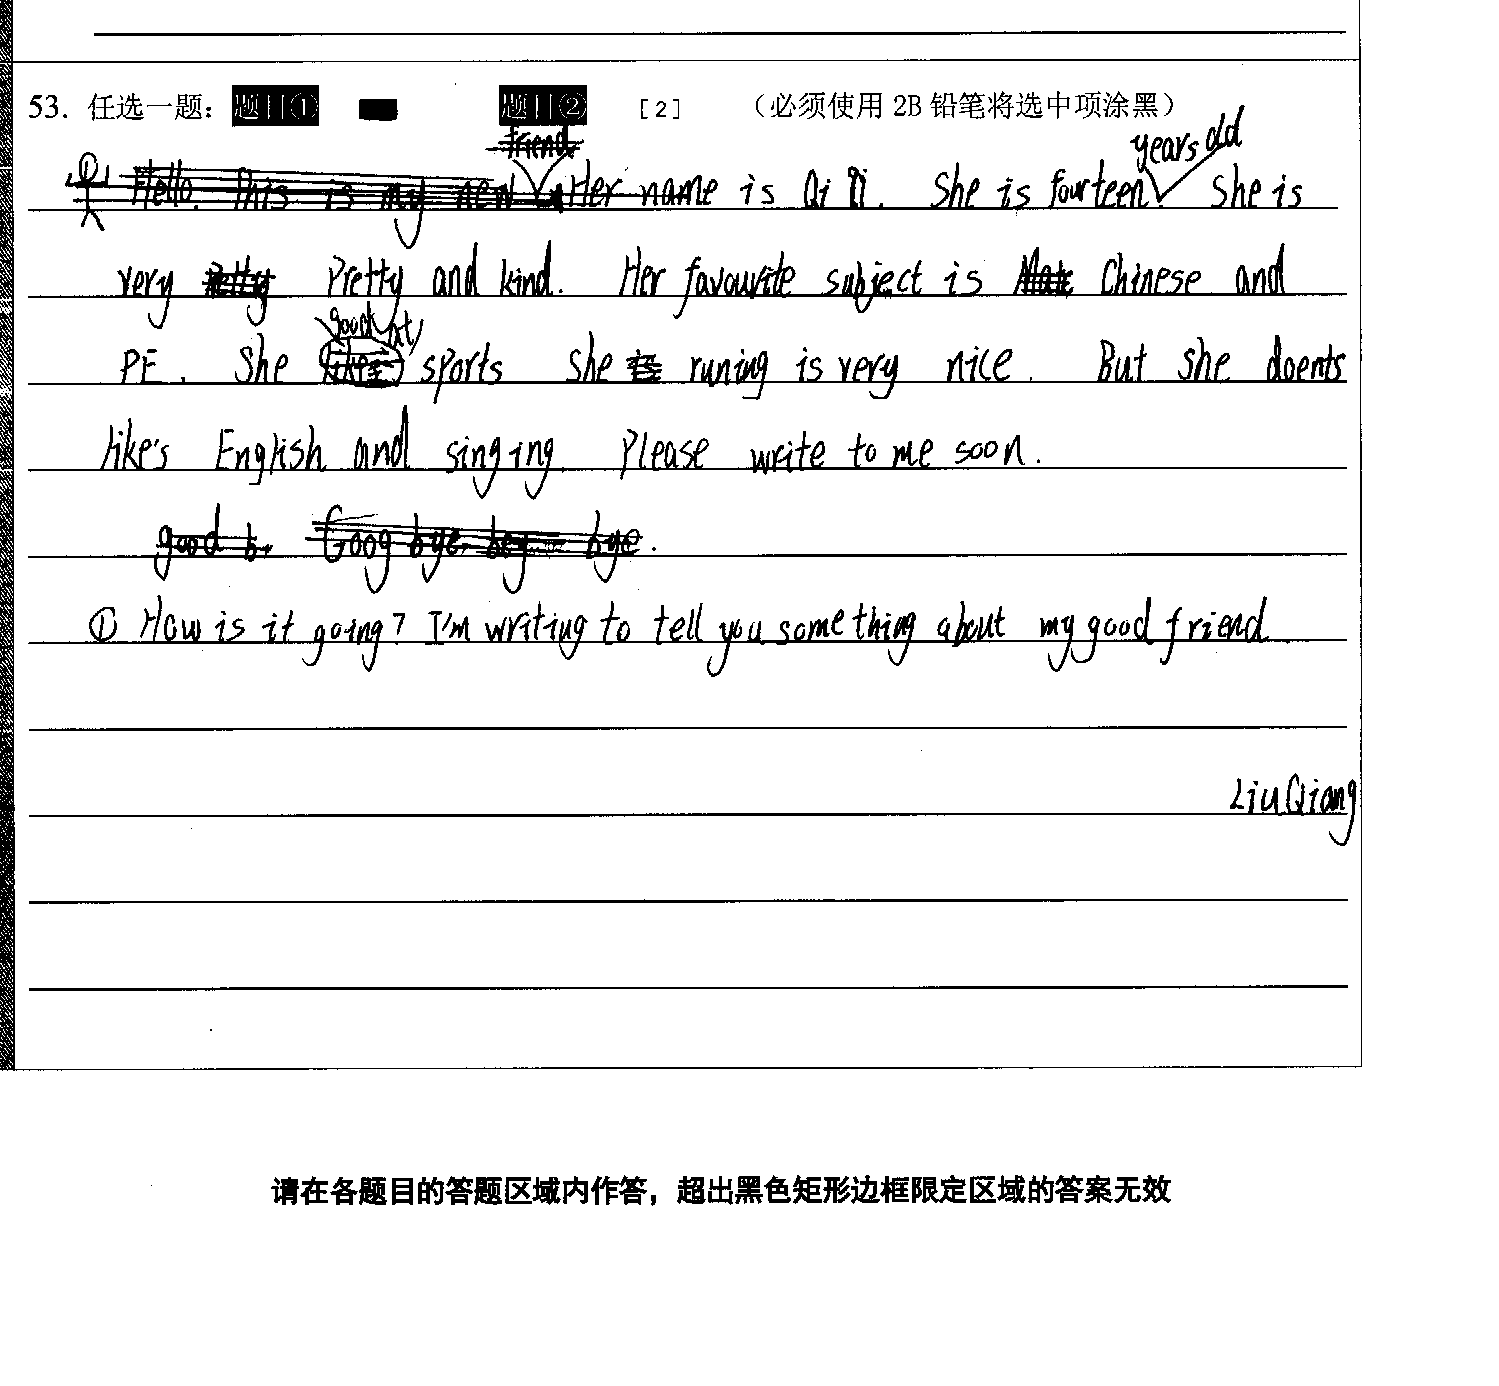 53. 任选一题： 题目① 题目② [2] （必须使用 2B 铅笔将选中项涂黑）
friend years old
① Hello. This is my new Her name is Qi Qi. She is fourteen. She is
very Pretty and kind. Her favourite subject is Chinese and
good at
PE. She likes sports She is runing is very nice. But she doents
like's English and singing. Please write to me soon.
good b. Goog bye. bye.
① How is it going? I'm writing to tell you something about my good friend
Liu Qiang
请在各题目的答题区域内作答，超出黑色矩形边框限定区域的答案无效